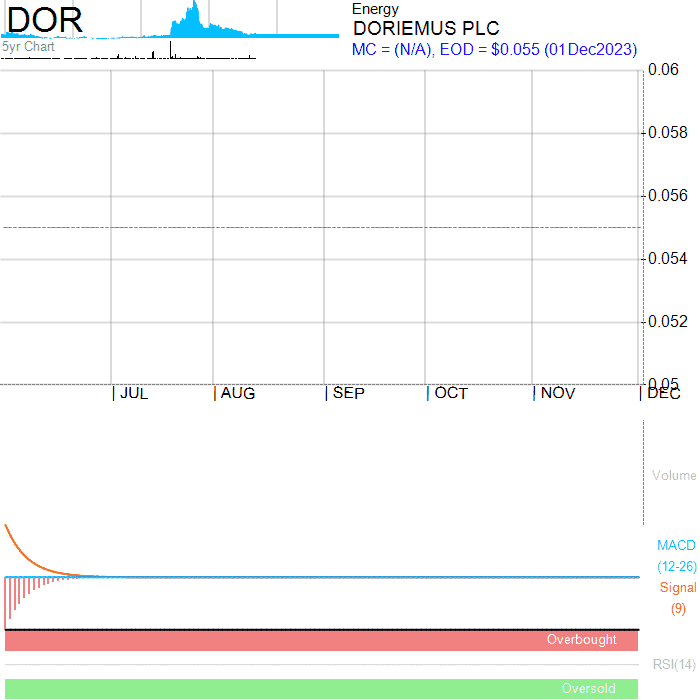 DOR
5yr Chart
Energy
DORIEMUS PLC
MC = (N/A), EOD = $0.055 (01Dec2023)
0.06
0.058
0.056
0.054
0.052
0.05
JUL
AUG
SEP
OCT
NOV
DEC
Volume
MACD
(12-26)
Signal
(9)
Overbought
RSI(14)
Oversold